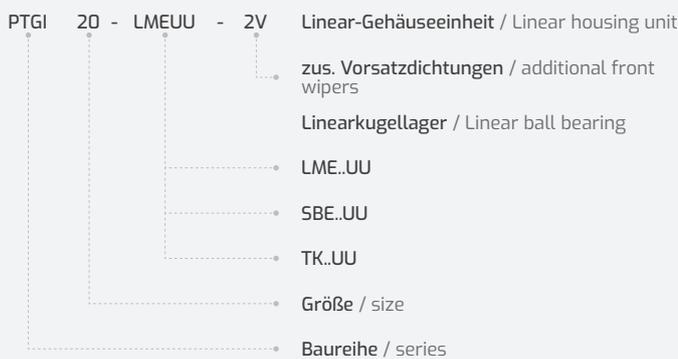 PTGI 20 - LMEUU - 2V Linear-Gehäuseeinheit / Linear housing unit
zus. Vorsatzdichtungen / additional front
wipers
Linearkugellager / Linear ball bearing
LME..UU
SBE..UU
TK..UU
Größe / size
Baureihe / series